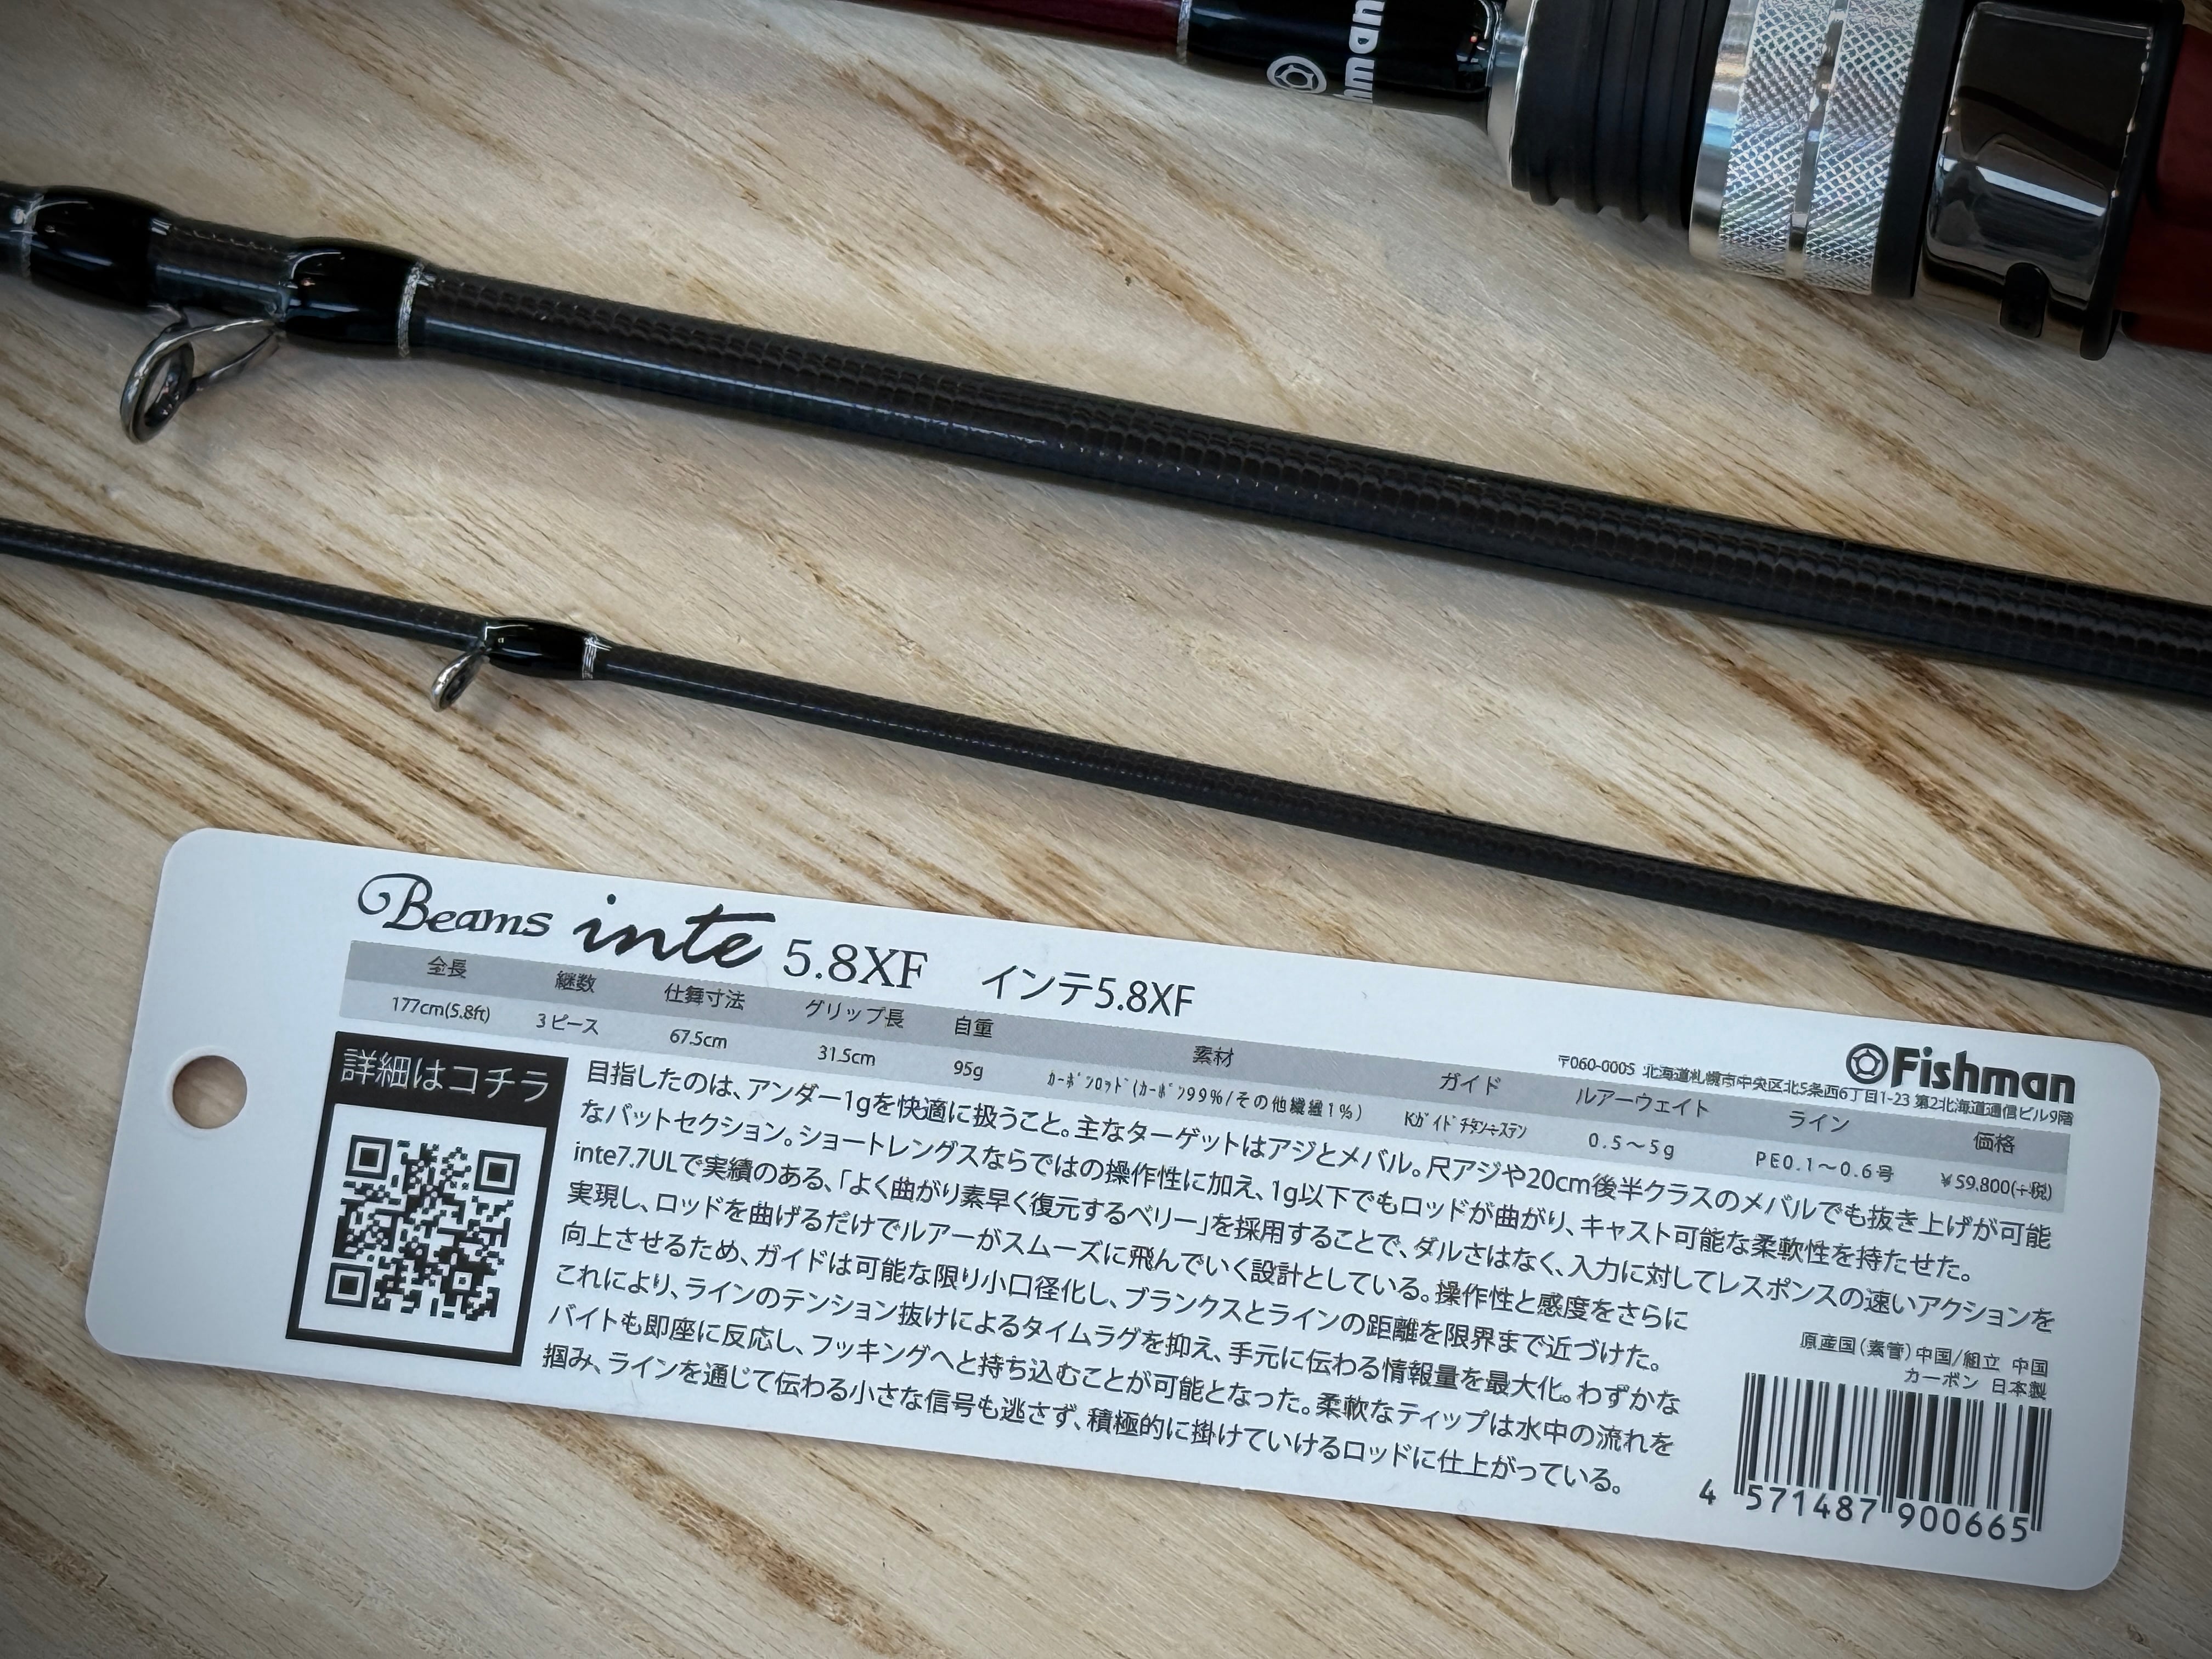 Beams inte 5.8XF インテ5.8XF
Fishman
〒060-0005 北海道札幌市中央区北5条西6丁目1-23 第2北海道通信ビル9階
全長 継数 仕舞寸法 グリップ長 自重 素材 ガイド ルアーウェイト ライン 価格
177cm(5.8ft) 3ピース 67.5cm 31.5cm 95g ｶｰﾎﾞﾝﾛｯﾄﾞ(ｶｰﾎﾞﾝ99%/その他繊維1%) Kｶﾞｲﾄﾞﾁﾀﾝ+ｽﾃﾝ 0.5〜5g PE0.1〜0.6号 ¥59,800(+税)
詳細はコチラ
目指したのは、アンダー1gを快適に扱うこと。主なターゲットはアジとメバル。尺アジや20cm後半クラスのメバルでも抜き上げが可能
なバットセクション。ショートレングスならではの操作性に加え、1g以下でもロッドが曲がり、キャスト可能な柔軟性を持たせた。
inte7.7ULで実績のある、「よく曲がり素早く復元するベリー」を採用することで、ダルさはなく、入力に対してレスポンスの速いアクションを
実現し、ロッドを曲げるだけでルアーがスムーズに飛んでいく設計としている。操作性と感度をさらに
向上させるため、ガイドは可能な限り小口径化し、ブランクスとラインの距離を限界まで近づけた。
これにより、ラインのテンション抜けによるタイムラグを抑え、手元に伝わる情報量を最大化。わずかな
バイトも即座に反応し、フッキングへと持ち込むことが可能となった。柔軟なティップは水中の流れを
掴み、ラインを通じて伝わる小さな信号も逃さず、積極的に掛けていけるロッドに仕上がっている。
原産国(素管)中国/組立 中国
カーボン 日本製
4 571487 900665